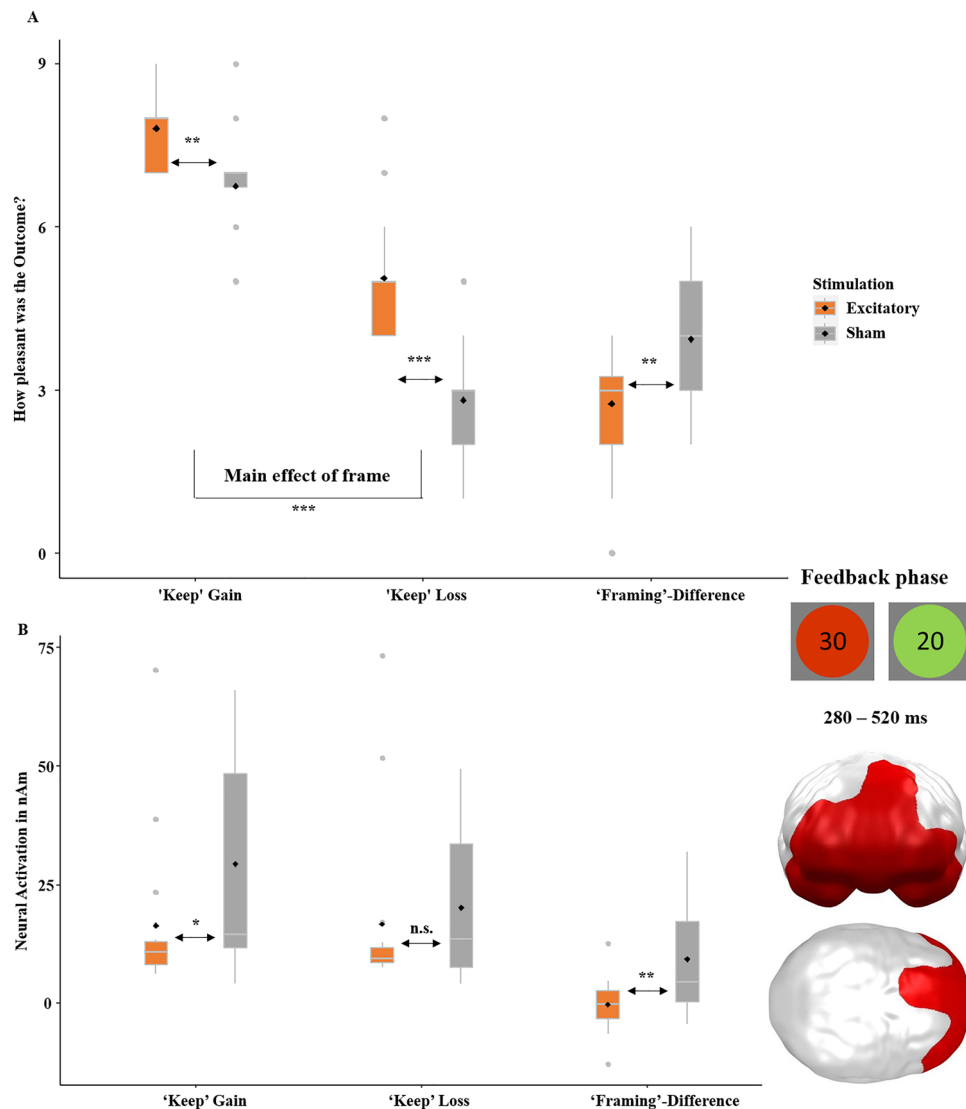 A
How pleasant was the Outcome?
9
6
3
0
**
***
**
Main effect of frame
***
Stimulation
Excitatory
Sham
'Keep' Gain
'Keep' Loss
‘Framing’-Difference
B
Neural Activation in nAm
75
50
25
0
*
n.s.
**
‘Keep’ Gain
‘Keep’ Loss
‘Framing’-Difference
Feedback phase
30
20
280 – 520 ms